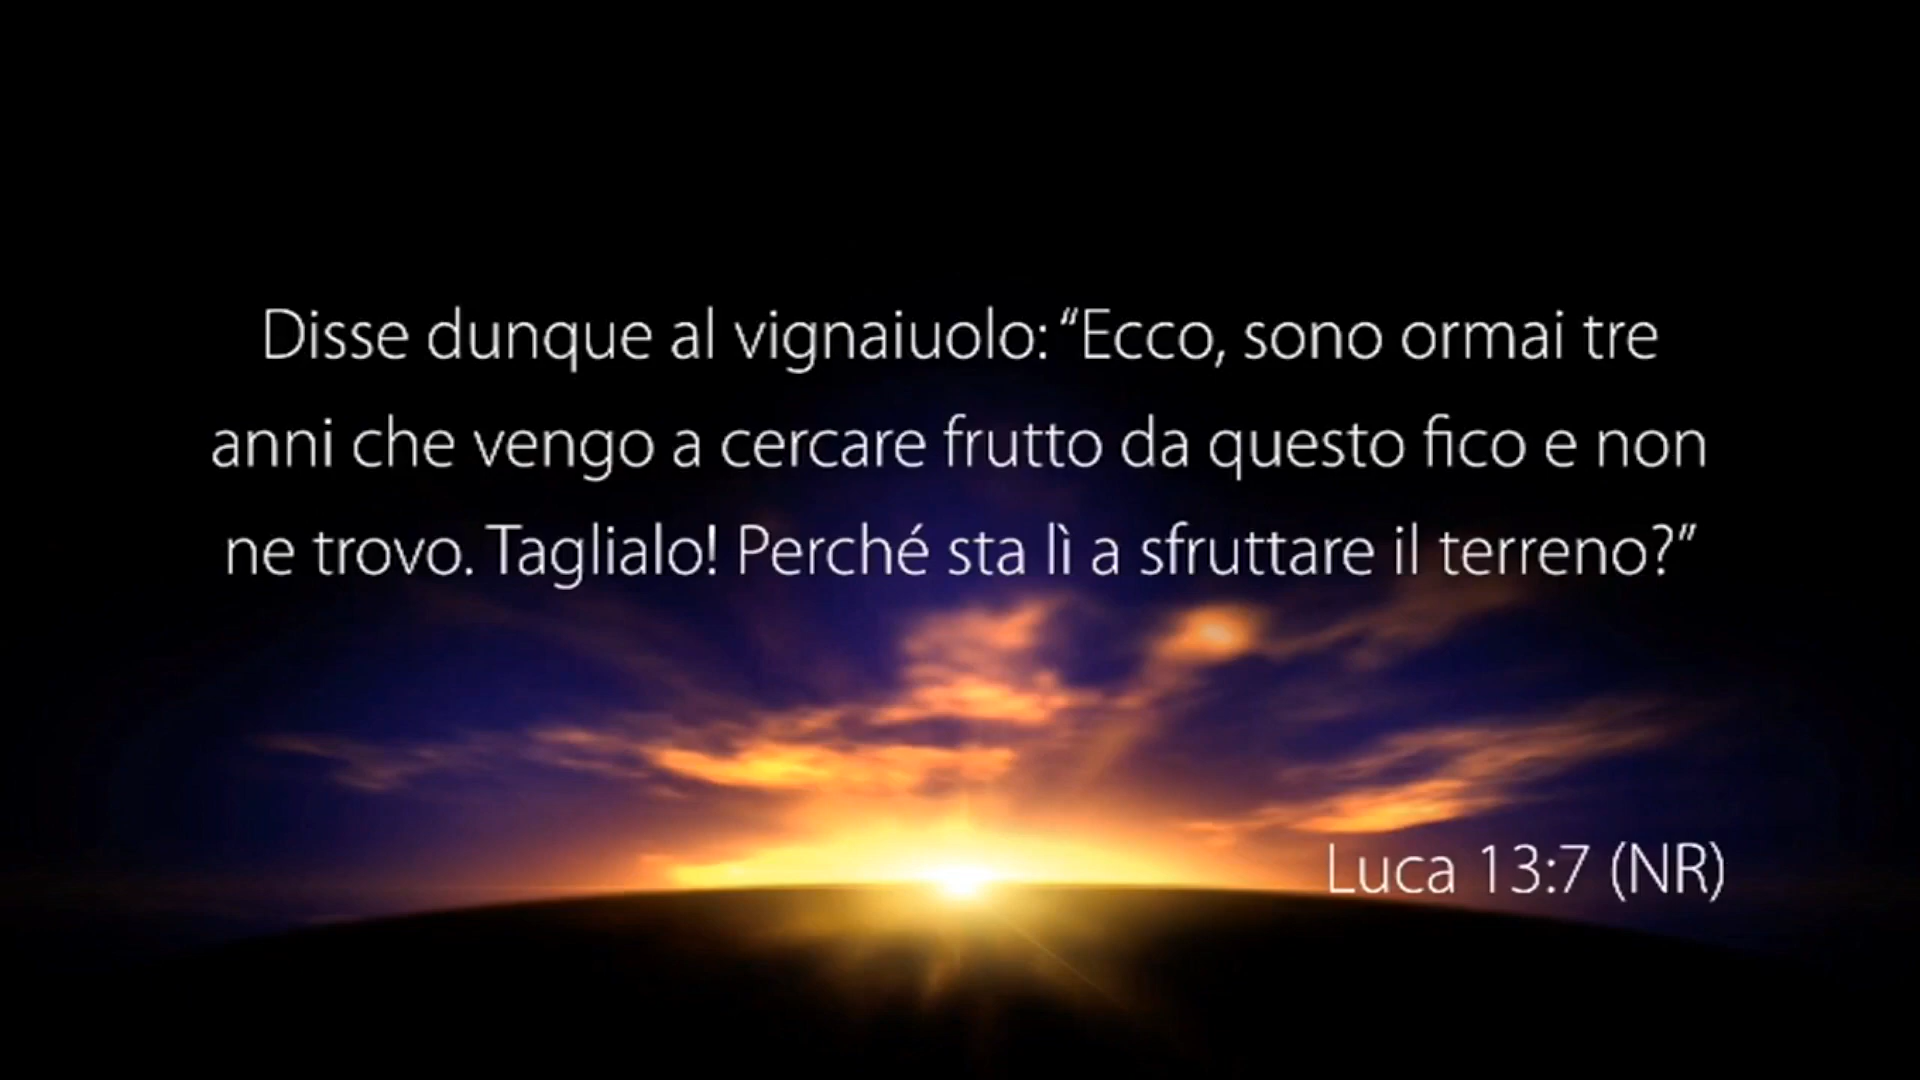 Disse dunque al vignaiuolo: “Ecco, sono ormai tre
anni che vengo a cercare frutto da questo fico e non
ne trovo. Taglialo! Perché sta lì a sfruttare il terreno?”
Luca 13:7 (NR)